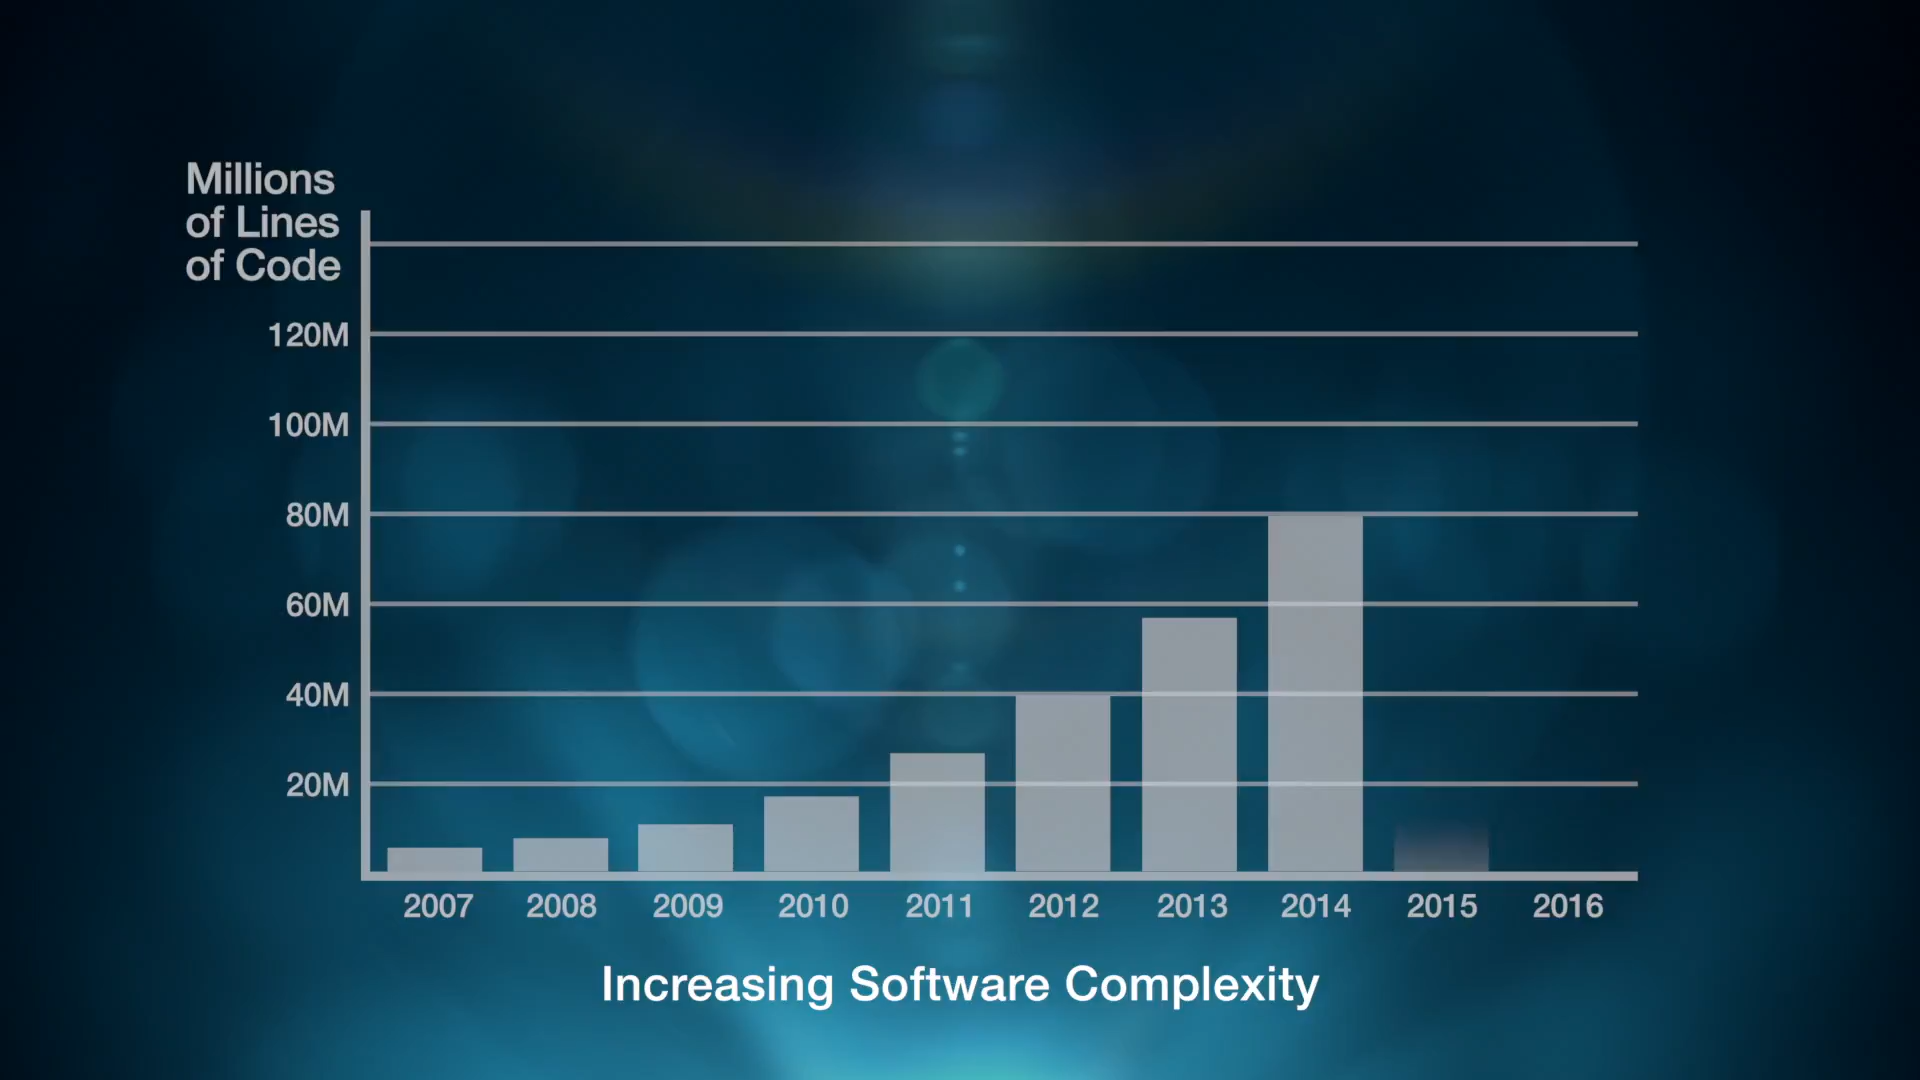 Millions
of Lines
of Code
120M
100M
80M
60M
40M
20M
2007 2008 2009 2010 2011 2012 2013 2014 2015 2016
Increasing Software Complexity